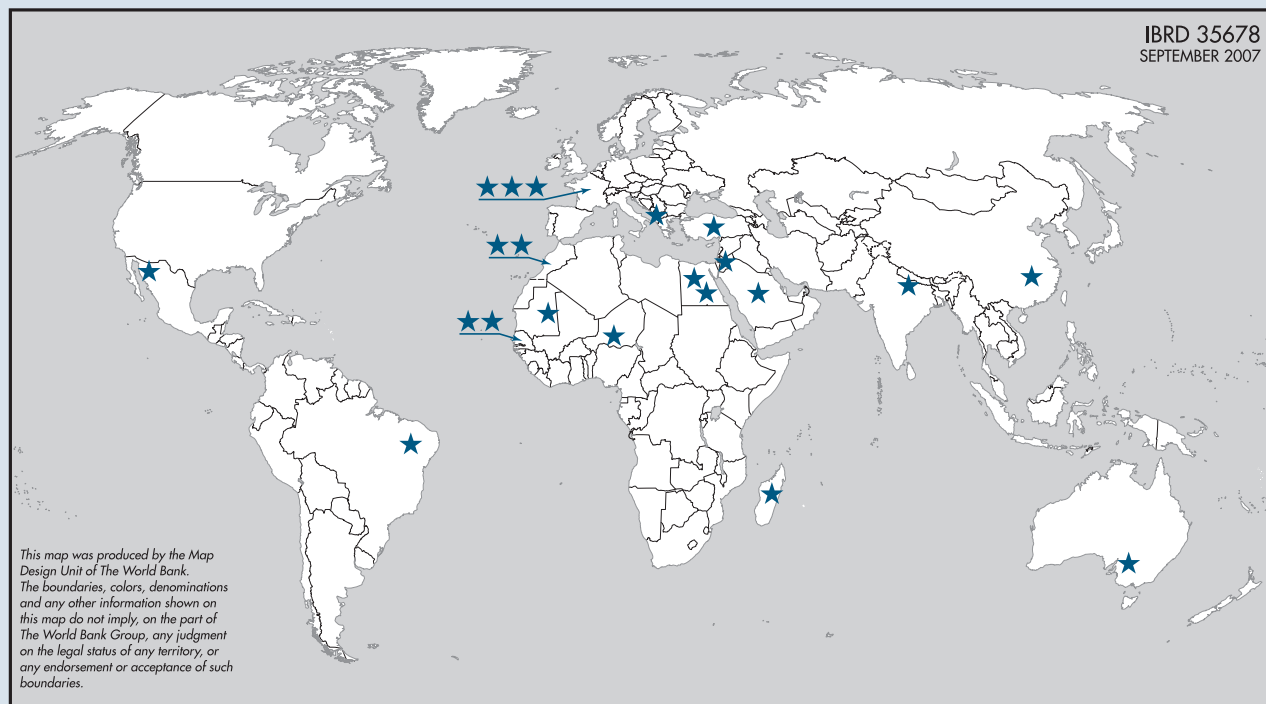 IBRD 35678
SEPTEMBER 2007
This map was produced by the Map
Design Unit of The World Bank.
The boundaries, colors, denominations
and any other information shown on
this map do not imply, on the part of
The World Bank Group, any judgment
on the legal status of any territory, or
any endorsement or acceptance of such
boundaries.